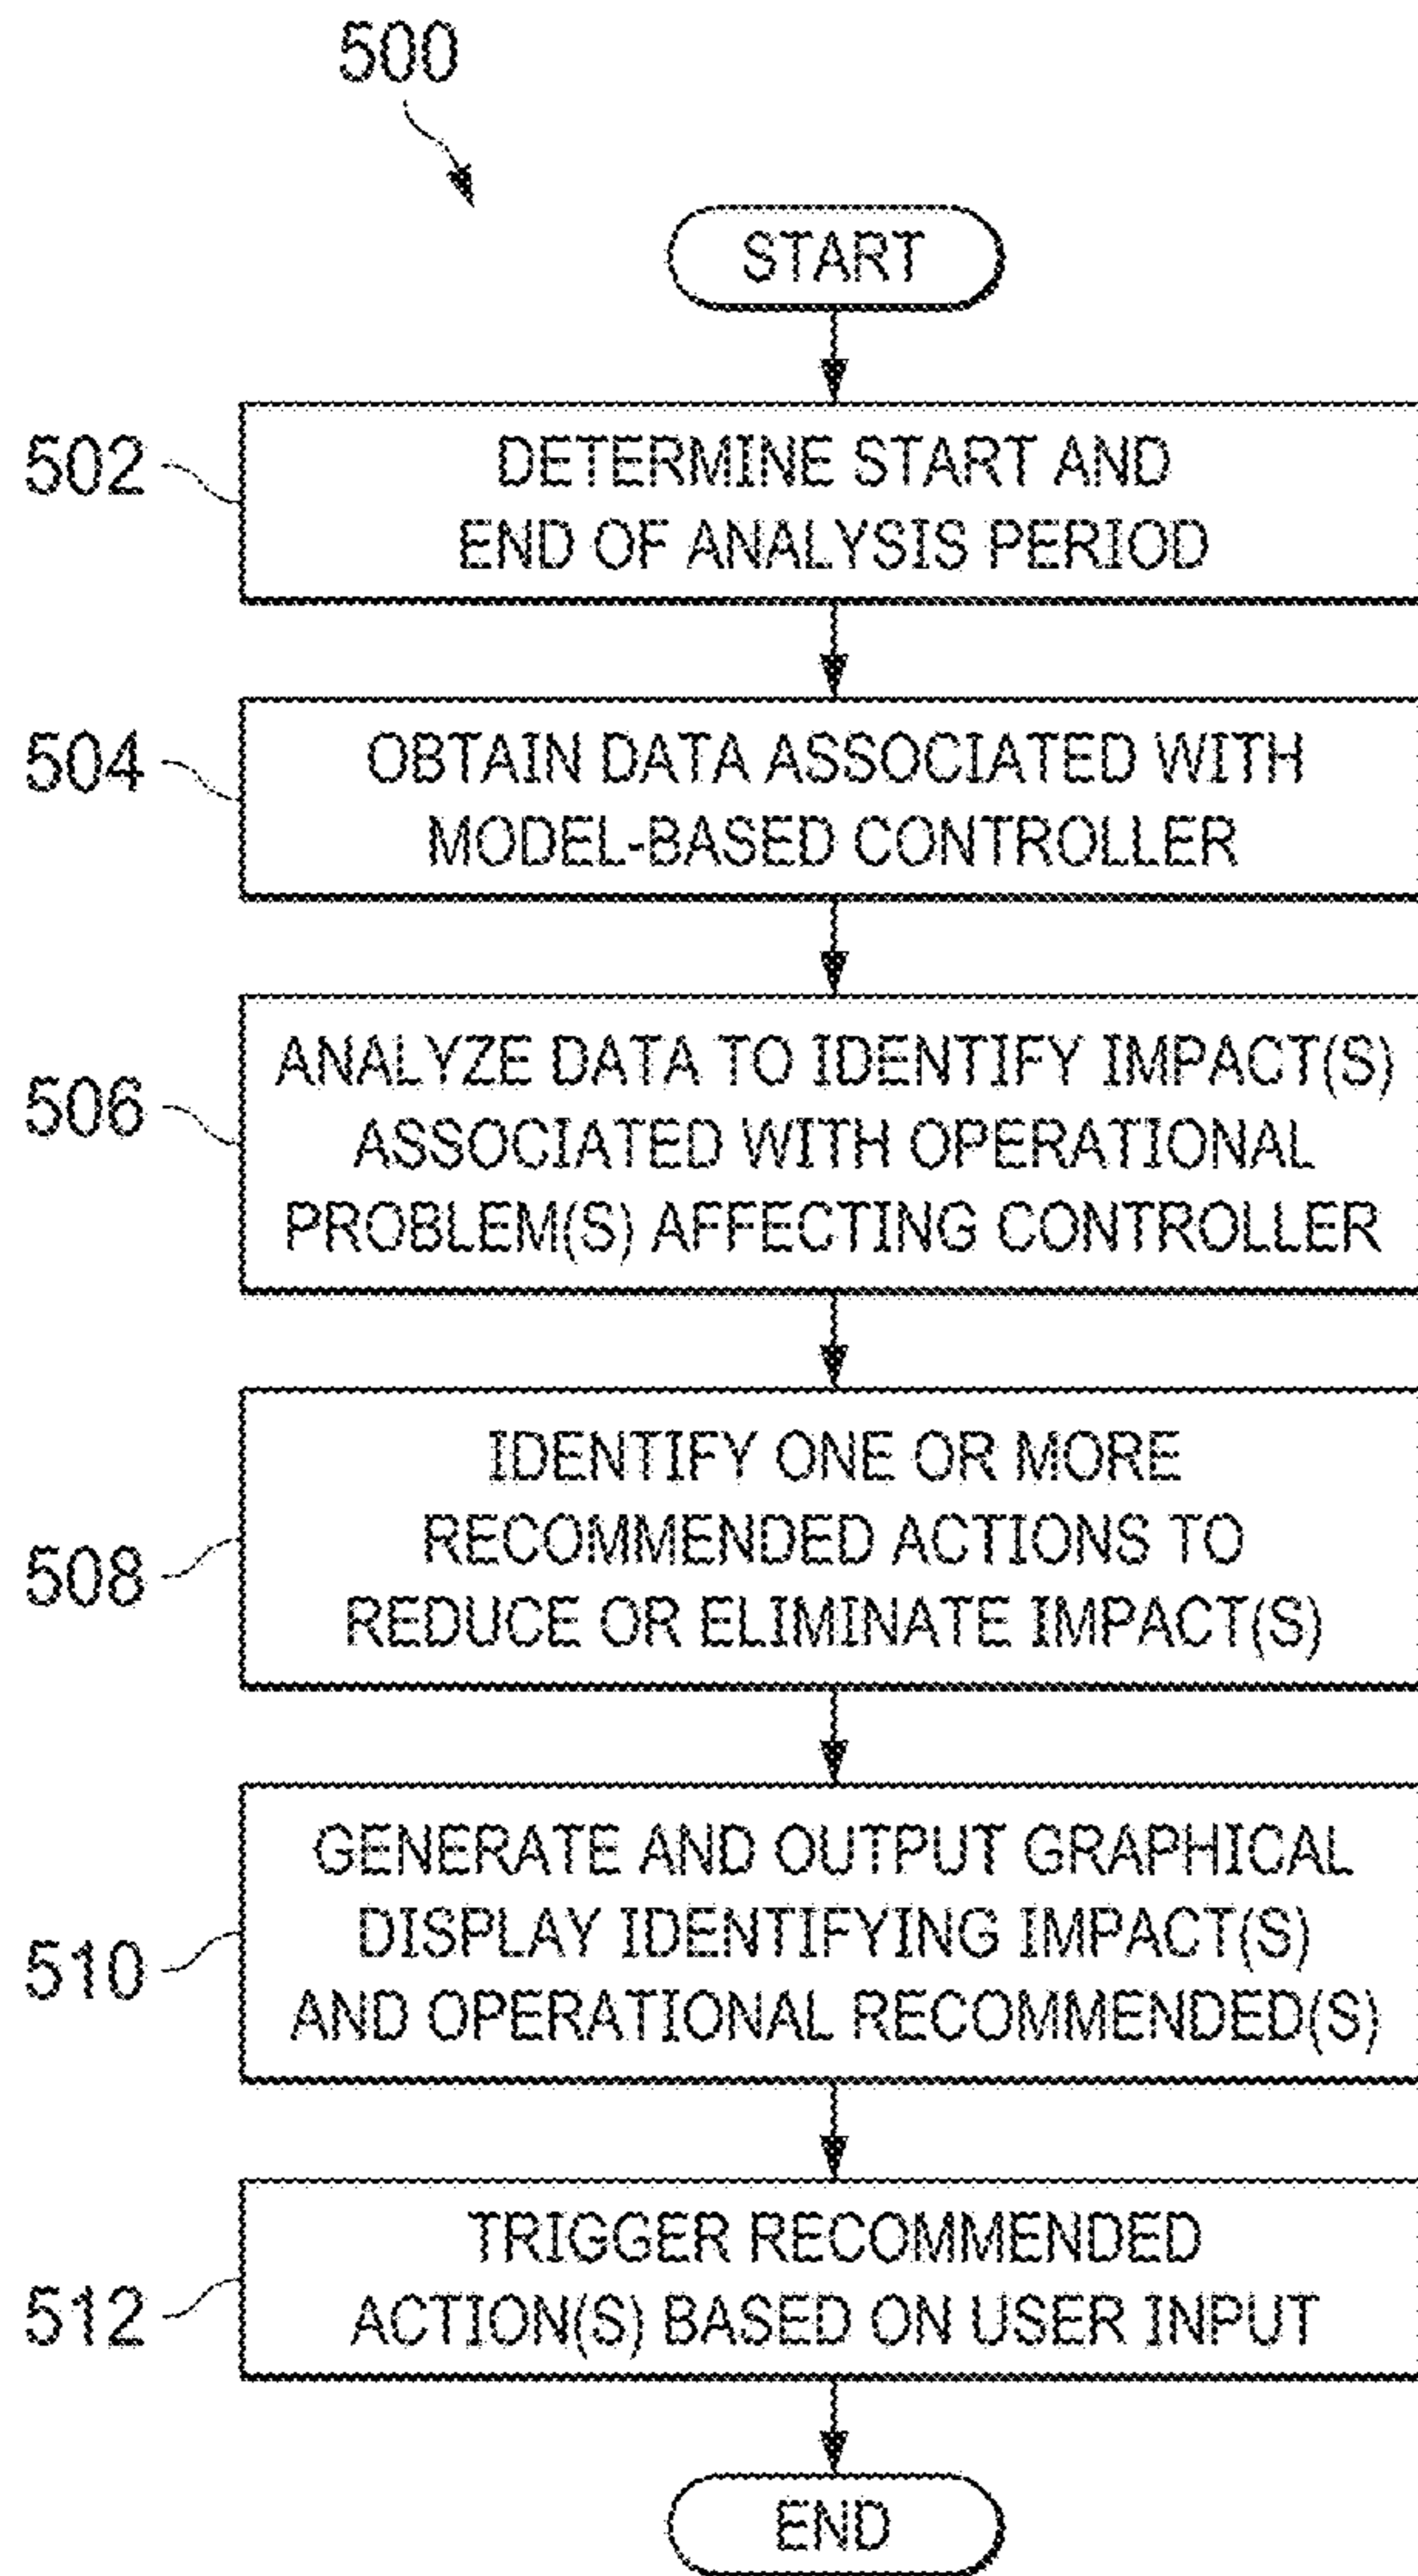 500
START
502
DETERMINE START AND
END OF ANALYSIS PERIOD
504
OBTAIN DATA ASSOCIATED WITH
MODEL-BASED CONTROLLER
506
ANALYZE DATA TO IDENTIFY IMPACT(S)
ASSOCIATED WITH OPERATIONAL
PROBLEM(S) AFFECTING CONTROLLER
508
IDENTIFY ONE OR MORE
RECOMMENDED ACTIONS TO
REDUCE OR ELIMINATE IMPACT(S)
510
GENERATE AND OUTPUT GRAPHICAL
DISPLAY IDENTIFYING IMPACT(S)
AND OPERATIONAL RECOMMENDED(S)
512
TRIGGER RECOMMENDED
ACTION(S) BASED ON USER INPUT
END